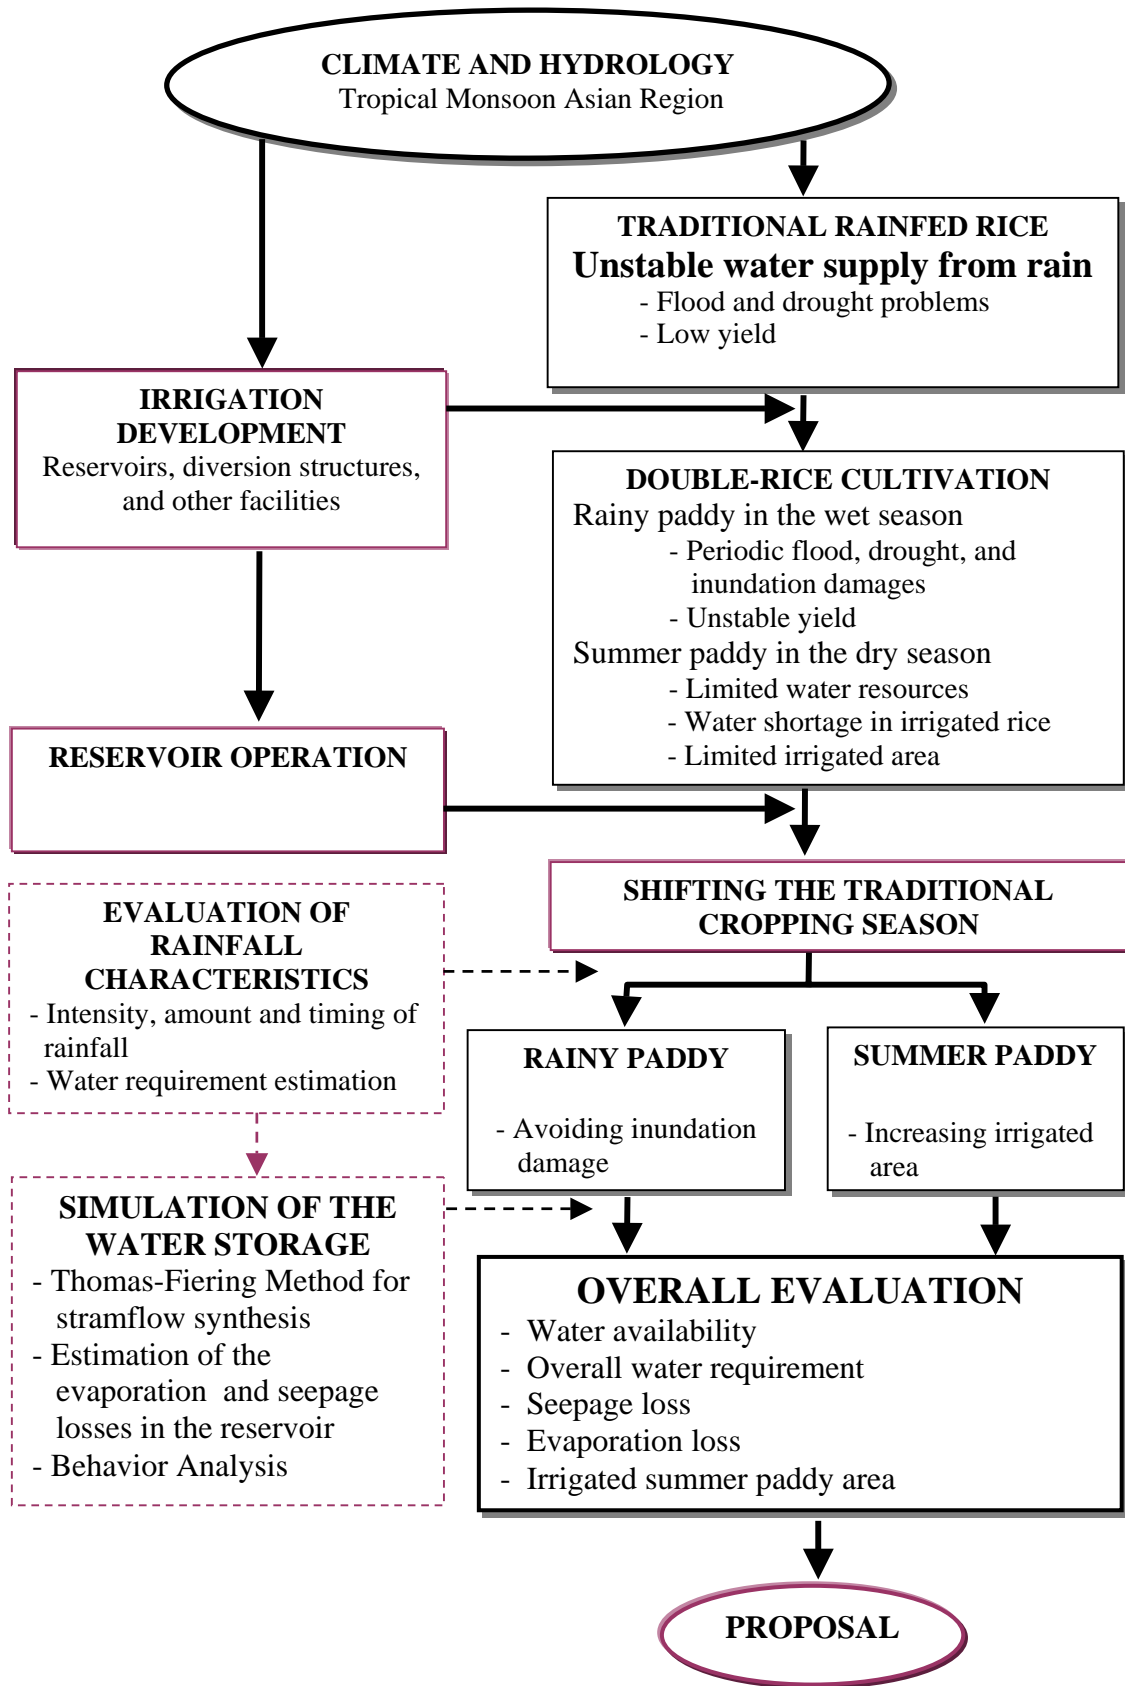 CLIMATE AND HYDROLOGY
Tropical Monsoon Asian Region
TRADITIONAL RAINFED RICE
Unstable water supply from rain
- Flood and drought problems
- Low yield
IRRIGATION
DEVELOPMENT
Reservoirs, diversion structures,
and other facilities
DOUBLE-RICE CULTIVATION
Rainy paddy in the wet season
- Periodic flood, drought, and
inundation damages
- Unstable yield
Summer paddy in the dry season
- Limited water resources
- Water shortage in irrigated rice
- Limited irrigated area
RESERVOIR OPERATION
SHIFTING THE TRADITIONAL
CROPPING SEASON
EVALUATION OF
RAINFALL
CHARACTERISTICS
- Intensity, amount and timing of
rainfall
- Water requirement estimation
RAINY PADDY
- Avoiding inundation
damage
SUMMER PADDY
- Increasing irrigated
area
SIMULATION OF THE
WATER STORAGE
- Thomas-Fiering Method for
stramflow synthesis
- Estimation of the
evaporation and seepage
losses in the reservoir
- Behavior Analysis
OVERALL EVALUATION
- Water availability
- Overall water requirement
- Seepage loss
- Evaporation loss
- Irrigated summer paddy area
PROPOSAL